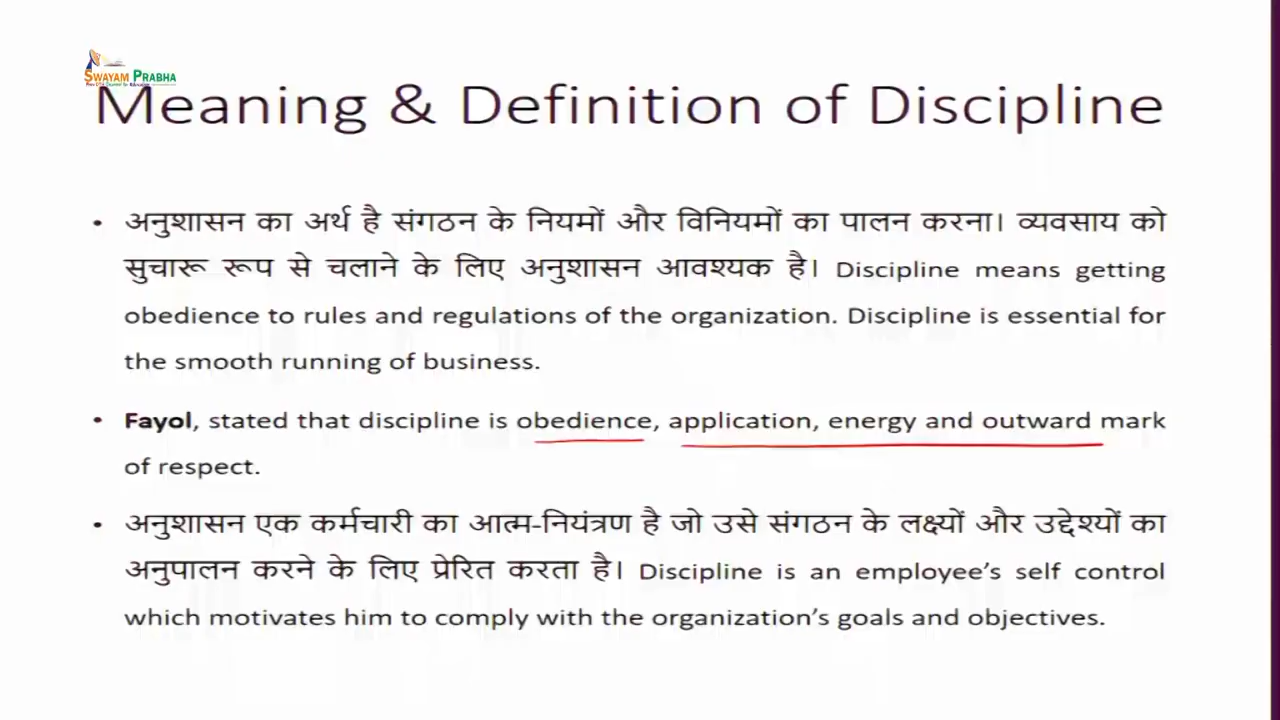 SWAYAM PRABHA
Meaning & Definition of Discipline
• अनुशासन का अर्थ है संगठन के नियमों और विनियमों का पालन करना। व्यवसाय को
सुचारू रूप से चलाने के लिए अनुशासन आवश्यक है। Discipline means getting
obedience to rules and regulations of the organization. Discipline is essential for
the smooth running of business.
• Fayol, stated that discipline is obedience, application, energy and outward mark
of respect.
• अनुशासन एक कर्मचारी का आत्म-नियंत्रण है जो उसे संगठन के लक्ष्यों और उद्देश्यों का
अनुपालन करने के लिए प्रेरित करता है। Discipline is an employee's self control
which motivates him to comply with the organization's goals and objectives.